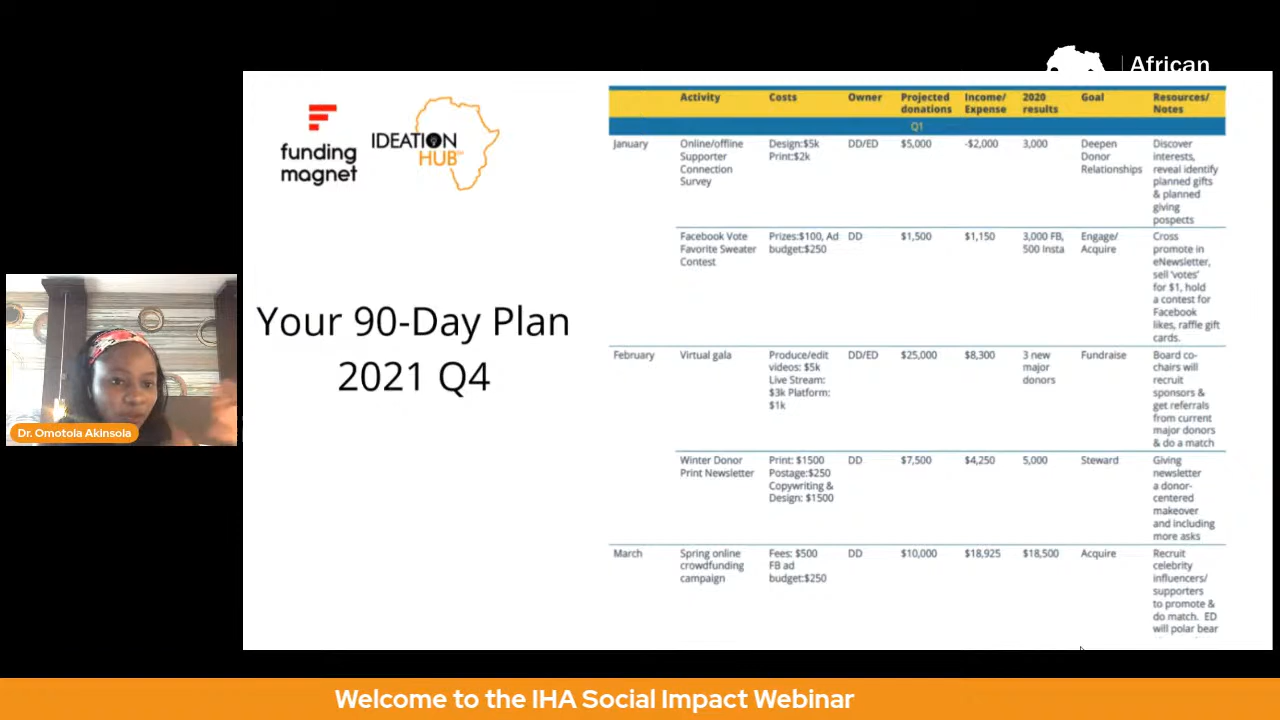 African
funding
magnet
IDEATION
HUB
Your 90-Day Plan
2021 Q4
Activity Costs Owner Projected donations Income/ Expense 2020 results Goal Resources/ Notes
Q1
January Online/offline Supporter Connection Survey Design:$5k Print:$2k DD/ED $5,000 -$2,000 3,000 Deepen Donor Relationships Discover interests, reveal identify planned gifts & planned giving pospects
Facebook Vote Favorite Sweater Contest Prizes:$100, Ad budget:$250 DD $1,500 $1,150 3,000 FB, 500 Insta Engage/ Acquire Cross promote in eNewsletter, sell 'votes' for $1, hold a contest for Facebook likes, raffle gift cards.
February Virtual gala Produce/edit videos: $5k Live Stream: $3k Platform: $1k DD/ED $25,000 $8,300 3 new major donors Fundraise Board co-chairs will recruit sponsors & get referrals from current major donors & do a match
Winter Donor Print Newsletter Print: $1500 Postage:$250 Copywriting & Design: $1500 DD $7,500 $4,250 5,000 Steward Giving newsletter a donor-centered makeover and including more asks
March Spring online crowdfunding campaign Fees: $500 FB ad budget:$250 DD $10,000 $18,925 $18,500 Acquire Recruit celebrity influencers/ supporters to promote & do match. ED will polar bear
Dr. Omotola Akinsola
Welcome to the IHA Social Impact Webinar